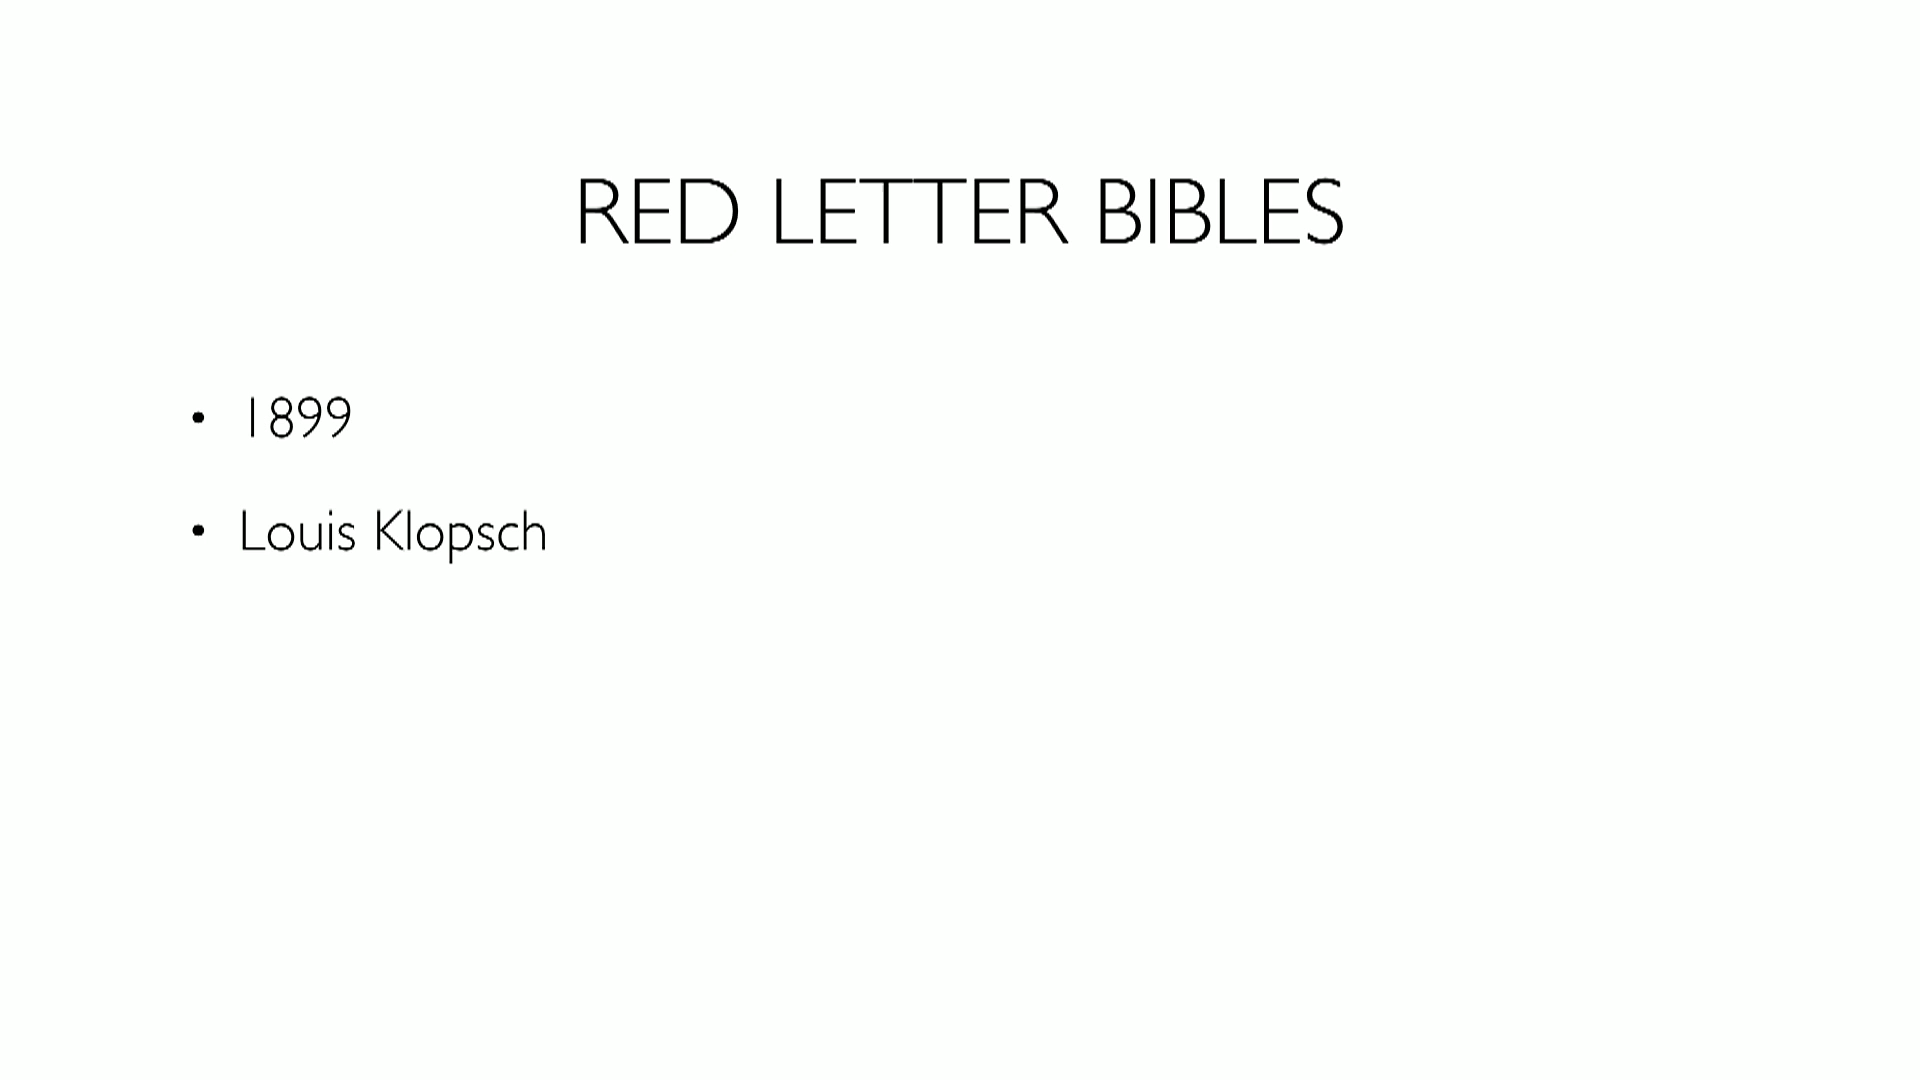 RED LETTER BIBLES
• 1899
• Louis Klopsch